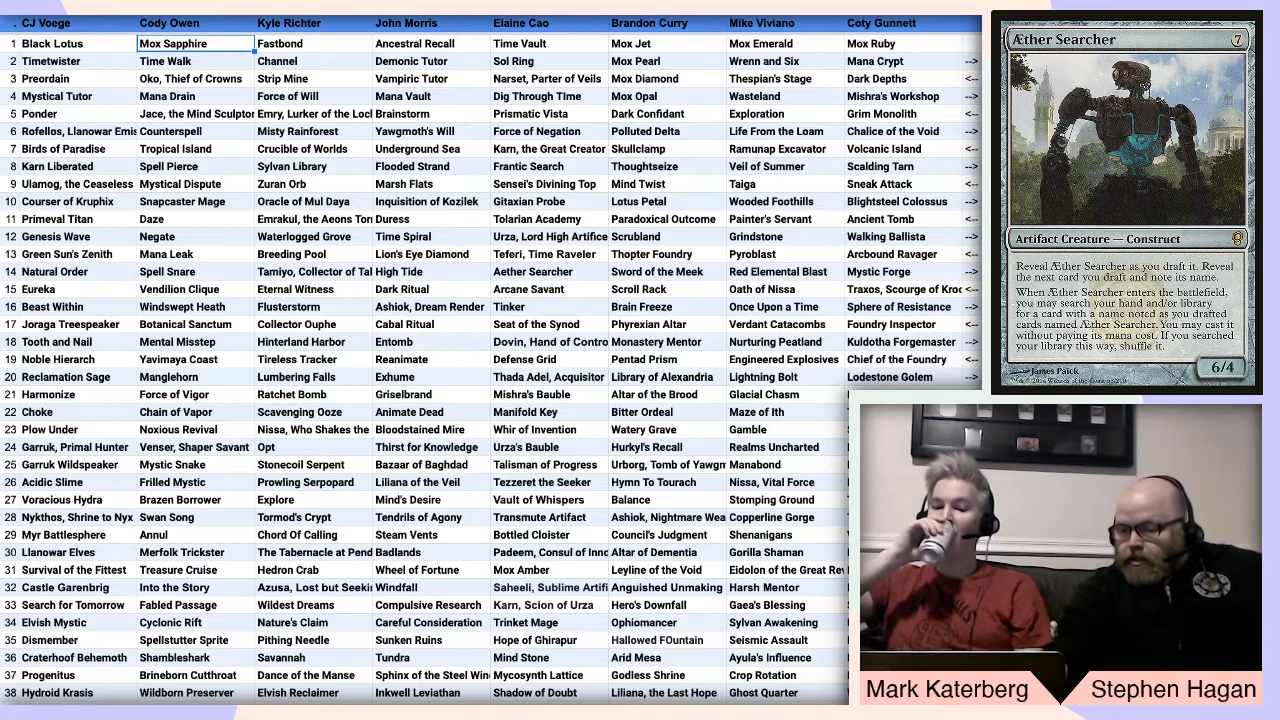 . CJ Voege Cody Owen Kyle Richter John Morris Elaine Cao Brandon Curry Mike Viviano Coty Gunnett
1 Black Lotus Mox Sapphire Fastbond Ancestral Recall Time Vault Mox Jet Mox Emerald Mox Ruby
2 Timetwister Time Walk Channel Demonic Tutor Sol Ring Mox Pearl Wrenn and Six Mana Crypt -->
3 Preordain Oko, Thief of Crowns Strip Mine Vampiric Tutor Narset, Parter of Veils Mox Diamond Thespian's Stage Dark Depths <--
4 Mystical Tutor Mana Drain Force of Will Mana Vault Dig Through TIme Mox Opal Wasteland Mishra's Workshop -->
5 Ponder Jace, the Mind Sculptor Emry, Lurker of the Locl Brainstorm Prismatic Vista Dark Confidant Exploration Grim Monolith <--
6 Rofellos, Llanowar Emis Counterspell Misty Rainforest Yawgmoth's Will Force of Negation Polluted Delta Life From the Loam Chalice of the Void -->
7 Birds of Paradise Tropical Island Crucible of Worlds Underground Sea Karn, the Great Creator Skullclamp Ramunap Excavator Volcanic Island <--
8 Karn Liberated Spell Pierce Sylvan Library Flooded Strand Frantic Search Thoughtseize Veil of Summer Scalding Tarn -->
9 Ulamog, the Ceaseless Mystical Dispute Zuran Orb Marsh Flats Sensei's Divining Top Mind Twist Taiga Sneak Attack <--
10 Courser of Kruphix Snapcaster Mage Oracle of Mul Daya Inquisition of Kozilek Gitaxian Probe Lotus Petal Wooded Foothills Blightsteel Colossus -->
11 Primeval Titan Daze Emrakul, the Aeons Torn Duress Tolarian Academy Paradoxical Outcome Painter's Servant Ancient Tomb <--
12 Genesis Wave Negate Waterlogged Grove Time Spiral Urza, Lord High Artifice Scrubland Grindstone Walking Ballista -->
13 Green Sun's Zenith Mana Leak Breeding Pool Lion's Eye Diamond Teferi, Time Raveler Thopter Foundry Pyroblast Arcbound Ravager <--
14 Natural Order Spell Snare Tamiyo, Collector of Tal High Tide Aether Searcher Sword of the Meek Red Elemental Blast Mystic Forge -->
15 Eureka Vendilion Clique Eternal Witness Dark Ritual Arcane Savant Scroll Rack Oath of Nissa Traxos, Scourge of Kroo <--
16 Beast Within Windswept Heath Flusterstorm Ashiok, Dream Render Tinker Brain Freeze Once Upon a Time Sphere of Resistance -->
17 Joraga Treespeaker Botanical Sanctum Collector Ouphe Cabal Ritual Seat of the Synod Phyrexian Altar Verdant Catacombs Foundry Inspector <--
18 Tooth and Nail Mental Misstep Hinterland Harbor Entomb Dovin, Hand of Contro Monastery Mentor Nurturing Peatland Kuldotha Forgemaster -->
19 Noble Hierarch Yavimaya Coast Tireless Tracker Reanimate Defense Grid Pentad Prism Engineered Explosives Chief of the Foundry <--
20 Reclamation Sage Manglehorn Lumbering Falls Exhume Thada Adel, Acquisitor Library of Alexandria Lightning Bolt Lodestone Golem -->
21 Harmonize Force of Vigor Ratchet Bomb Griselbrand Mishra's Bauble Altar of the Brood Glacial Chasm
22 Choke Chain of Vapor Scavenging Ooze Animate Dead Manifold Key Bitter Ordeal Maze of Ith
23 Plow Under Noxious Revival Nissa, Who Shakes the Bloodstained Mire Whir of Invention Watery Grave Gamble
24 Garruk, Primal Hunter Venser, Shaper Savant Opt Thirst for Knowledge Urza's Bauble Hurkyl's Recall Realms Uncharted
25 Garruk Wildspeaker Mystic Snake Stonecoil Serpent Bazaar of Baghdad Talisman of Progress Urborg, Tomb of Yawgm Manabond
26 Acidic Slime Frilled Mystic Prowling Serpopard Liliana of the Veil Tezzeret the Seeker Hymn To Tourach Nissa, Vital Force
27 Voracious Hydra Brazen Borrower Explore Mind's Desire Vault of Whispers Balance Stomping Ground
28 Nykthos, Shrine to Nyx Swan Song Tormod's Crypt Tendrils of Agony Transmute Artifact Ashiok, Nightmare Wea Copperline Gorge
29 Myr Battlesphere Annul Chord Of Calling Steam Vents Bottled Cloister Council's Judgment Shenanigans
30 Llanowar Elves Merfolk Trickster The Tabernacle at Pend Badlands Padeem, Consul of Inno Altar of Dementia Gorilla Shaman
31 Survival of the Fittest Treasure Cruise Hedron Crab Wheel of Fortune Mox Amber Leyline of the Void Eidolon of the Great Rev
32 Castle Garenbrig Into the Story Azusa, Lost but Seekin Windfall Saheeli, Sublime Artifi Anguished Unmaking Harsh Mentor
33 Search for Tomorrow Fabled Passage Wildest Dreams Compulsive Research Karn, Scion of Urza Hero's Downfall Gaea's Blessing
34 Elvish Mystic Cyclonic Rift Nature's Claim Careful Consideration Trinket Mage Ophiomancer Sylvan Awakening
35 Dismember Spellstutter Sprite Pithing Needle Sunken Ruins Hope of Ghirapur Hallowed FOuntain Seismic Assault
36 Craterhoof Behemoth Shambleshark Savannah Tundra Mind Stone Arid Mesa Ayula's Influence
37 Progenitus Brineborn Cutthroat Dance of the Manse Sphinx of the Steel Wind Mycosynth Lattice Godless Shrine Crop Rotation
38 Hydroid Krasis Wildborn Preserver Elvish Reclaimer Inkwell Leviathan Shadow of Doubt Liliana, the Last Hope Ghost Quarter
Æther Searcher 7
Artifact Creature — Construct
Reveal Æther Searcher as you draft it. Reveal
the next card you draft and note its name.
When Æther Searcher enters the battlefield,
you may search your hand and/or library
for a card with a name noted as you drafted
cards named Æther Searcher. You may cast it
without paying its mana cost. If you searched
your library this way, shuffle it.
James Paick
6/4
Mark Katerberg
Stephen Hagan